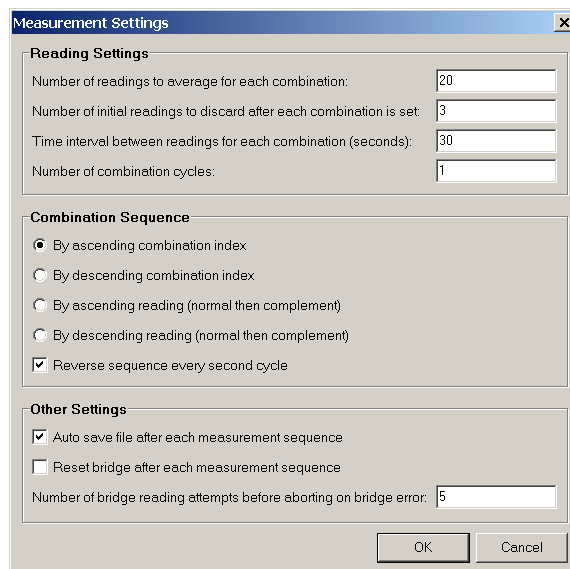 Measurement Settings
Reading Settings
Number of readings to average for each combination: 20
Number of initial readings to discard after each combination is set: 3
Time interval between readings for each combination (seconds): 30
Number of combination cycles: 1
Combination Sequence
By ascending combination index
By descending combination index
By ascending reading (normal then complement)
By descending reading (normal then complement)
Reverse sequence every second cycle
Other Settings
Auto save file after each measurement sequence
Reset bridge after each measurement sequence
Number of bridge reading attempts before aborting on bridge error: 5
OK Cancel